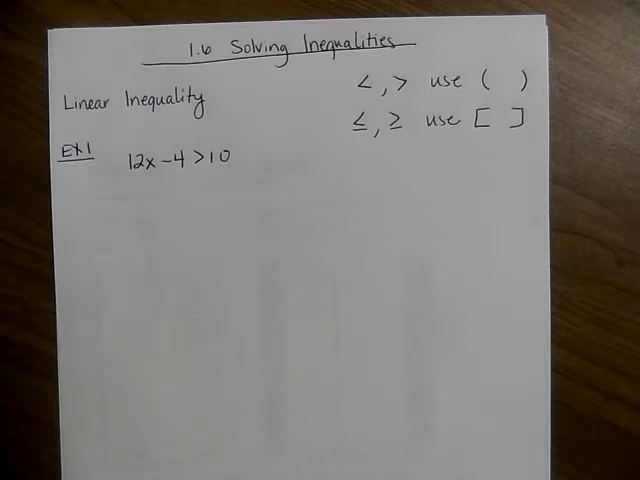 1.6 Solving Inequalities
<, > use ( )
Linear Inequality
≤, ≥ use [ ]
EX1
12x - 4 > 10